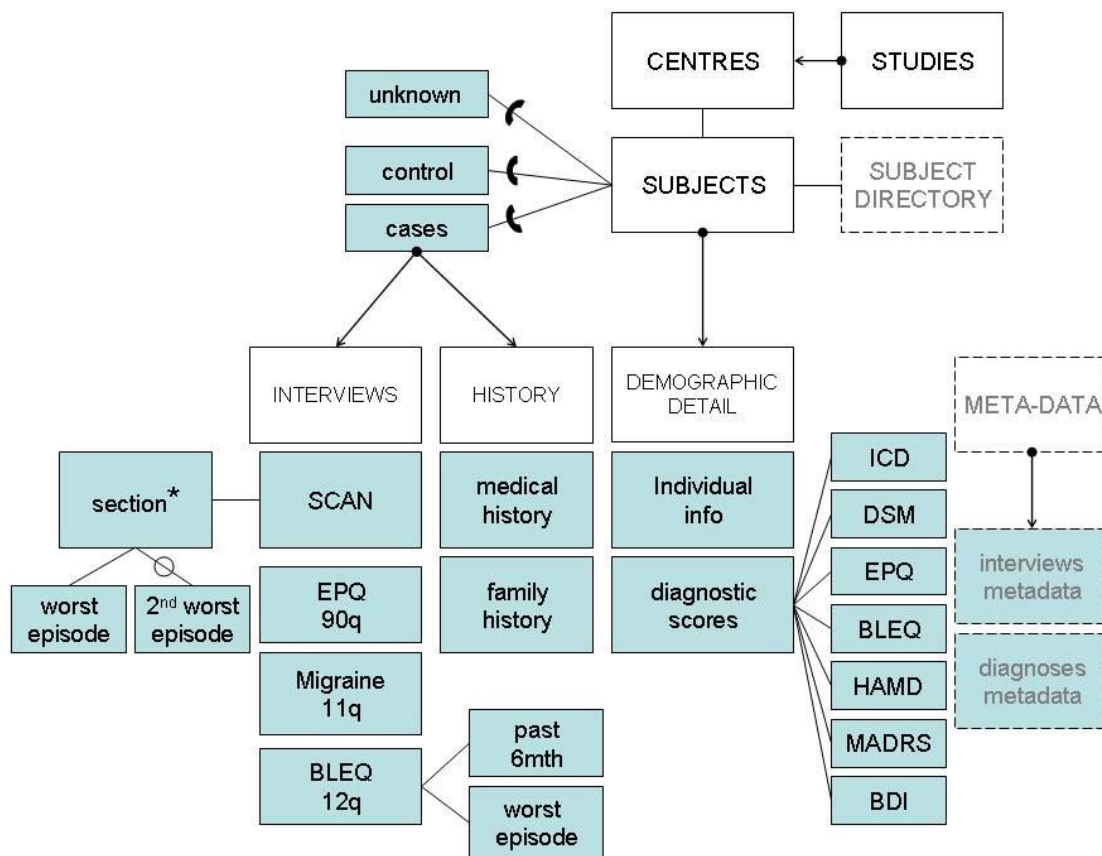 CENTRES
STUDIES
unknown
control
cases
SUBJECTS
SUBJECT
DIRECTORY
INTERVIEWS
HISTORY
DEMOGRAPHIC
DETAIL
META-DATA
section*
SCAN
medical
history
Individual
info
ICD
DSM
EPQ
BLEQ
HAMD
MADRS
BDI
interviews
metadata
diagnoses
metadata
worst
episode
2nd worst
episode
EPQ
90q
family
history
diagnostic
scores
Migraine
11q
BLEQ
12q
past
6mth
worst
episode